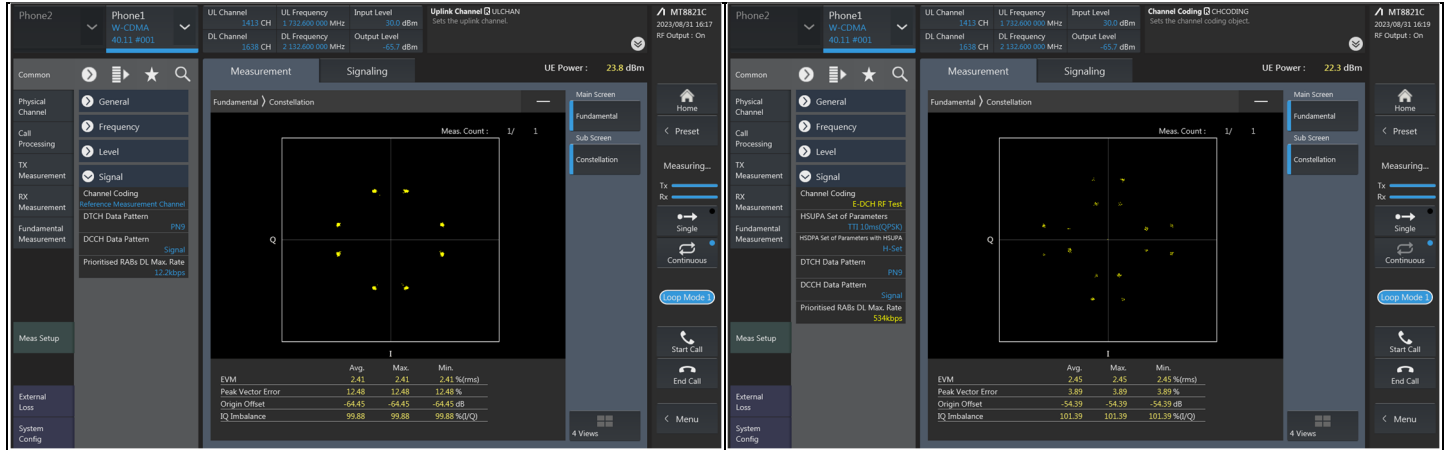 Phone2
Phone1
W-CDMA
40.11 #001
UL Channel
1413 CH
UL Frequency
1 732.600 000 MHz
Input Level
30.0 dBm
DL Channel
1638 CH
DL Frequency
2 132.600 000 MHz
Output Level
-65.7 dBm
Uplink Channel ULCHAN
Sets the uplink channel.
MT8821C
2023/08/31 16:17
RF Output : On
Common
Physical
Channel
Call
Processing
TX
Measurement
RX
Measurement
Fundamental
Measurement
Meas Setup
External
Loss
System
Config
General
Frequency
Level
Signal
Channel Coding
Reference Measurement Channel
DTCH Data Pattern
PN9
DCCH Data Pattern
Signal
Prioritised RABs DL Max. Rate
12.2kbps
Measurement
Signaling
UE Power : 23.8 dBm
Fundamental ⟩ Constellation
Meas. Count : 1/ 1
Q
I
Avg. Max. Min.
EVM 2.41 2.41 2.41 %(rms)
Peak Vector Error 12.48 12.48 12.48 %
Origin Offset -64.45 -64.45 -64.45 dB
IQ Imbalance 99.88 99.88 99.88 %(I/Q)
Main Screen
Fundamental
Sub Screen
Constellation
4 Views
Home
< Preset
Measuring...
Tx
Rx
Single
Continuous
Loop Mode 1
Start Call
End Call
< Menu
Phone2
Phone1
W-CDMA
40.11 #001
UL Channel
1413 CH
UL Frequency
1 732.600 000 MHz
Input Level
30.0 dBm
DL Channel
1638 CH
DL Frequency
2 132.600 000 MHz
Output Level
-65.7 dBm
Channel Coding CHCODING
Sets the channel coding object.
MT8821C
2023/08/31 16:19
RF Output : On
Common
Physical
Channel
Call
Processing
TX
Measurement
RX
Measurement
Fundamental
Measurement
Meas Setup
External
Loss
System
Config
General
Frequency
Level
Signal
Channel Coding
E-DCH RF Test
HSUPA Set of Parameters
TTI 10ms(QPSK)
HSDPA Set of Parameters with HSUPA
H-Set
DTCH Data Pattern
PN9
DCCH Data Pattern
Signal
Prioritised RABs DL Max. Rate
534kbps
Measurement
Signaling
UE Power : 22.3 dBm
Fundamental ⟩ Constellation
Meas. Count : 1/ 1
Q
I
Avg. Max. Min.
EVM 2.45 2.45 2.45 %(rms)
Peak Vector Error 3.89 3.89 3.89 %
Origin Offset -54.39 -54.39 -54.39 dB
IQ Imbalance 101.39 101.39 101.39 %(I/Q)
Main Screen
Fundamental
Sub Screen
Constellation
4 Views
Home
< Preset
Measuring...
Tx
Rx
Single
Continuous
Loop Mode 1
Start Call
End Call
< Menu